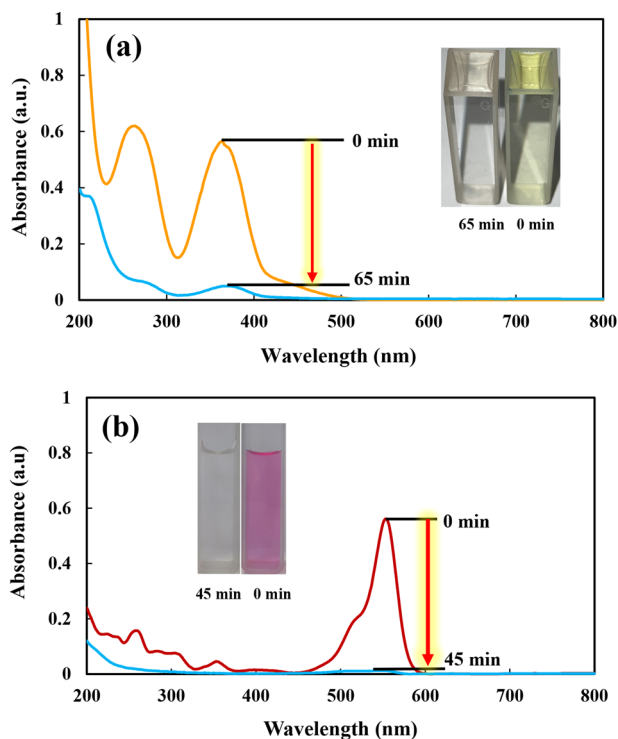 (a)
Absorbance (a.u.)
1
0.8
0.6
0.4
0.2
0
0 min
65 min
G G
65 min 0 min
200 300 400 500 600 700 800
Wavelength (nm)
(b)
Absorbance (a.u)
1
0.8
0.6
0.4
0.2
0
45 min 0 min
0 min
45 min
200 300 400 500 600 700 800
Wavelength (nm)